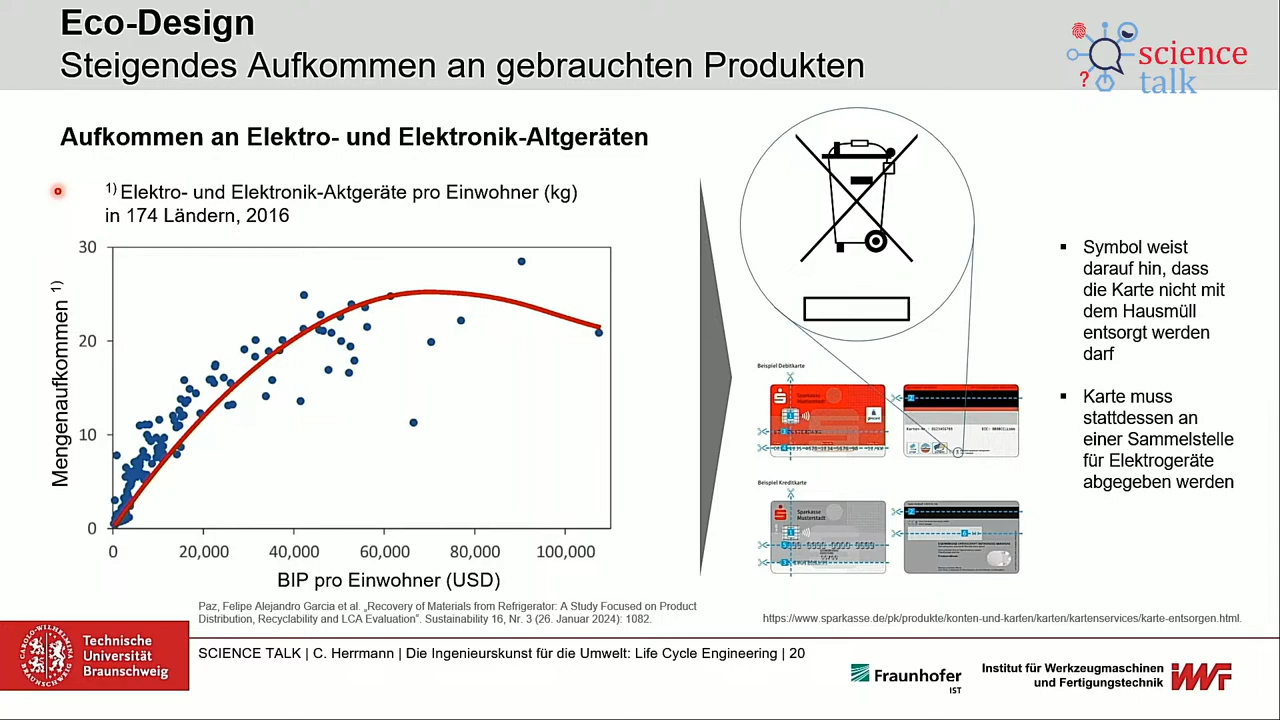 Eco-Design
Steigendes Aufkommen an gebrauchten Produkten
science
talk
?
Aufkommen an Elektro- und Elektronik-Altgeräten
1) Elektro- und Elektronik-Aktgeräte pro Einwohner (kg)
in 174 Ländern, 2016
Mengenaufkommen 1)
30
20
10
0
0
20,000
40,000
60,000
80,000
100,000
BIP pro Einwohner (USD)
Beispiel Debitkarte
Sparkasse
Musterstadt
Beispiel Kreditkarte
Sparkasse
Musterstadt
Symbol weist
darauf hin, dass
die Karte nicht mit
dem Hausmüll
entsorgt werden
darf
Karte muss
stattdessen an
einer Sammelstelle
für Elektrogeräte
abgegeben werden
Paz, Felipe Alejandro Garcia et al. „Recovery of Materials from Refrigerator: A Study Focused on Product
Distribution, Recyclability and LCA Evaluation". Sustainability 16, Nr. 3 (26. Januar 2024): 1082.
https://www.sparkasse.de/pk/produkte/konten-und-karten/karten/kartenservices/karte-entsorgen.html.
CAROLO-WILHELMINA
BRAUNSCHWEIG
Technische
Universität
Braunschweig
SCIENCE TALK | C. Herrmann | Die Ingenieurskunst für die Umwelt: Life Cycle Engineering | 20
Fraunhofer
IST
Institut für Werkzeugmaschinen
und Fertigungstechnik
IWF